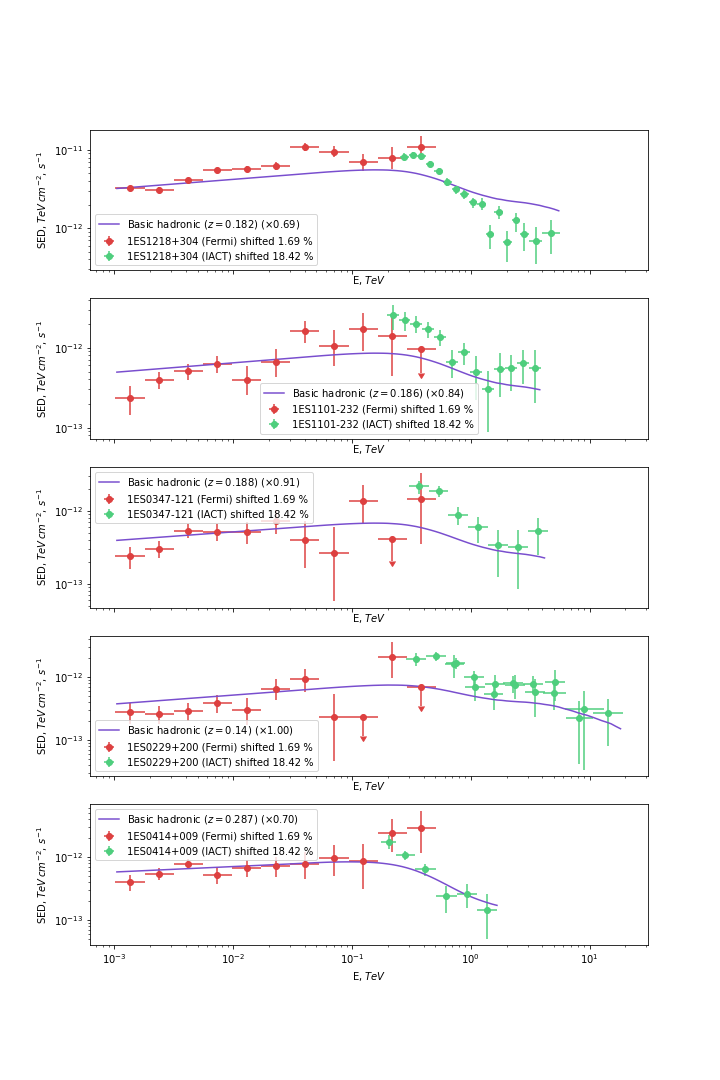 10⁻¹¹
10⁻¹²
SED, TeV cm⁻², s⁻¹
Basic hadronic (z = 0.182) (×0.69)
1ES1218+304 (Fermi) shifted 1.69 %
1ES1218+304 (IACT) shifted 18.42 %
E, TeV
10⁻¹²
10⁻¹³
SED, TeV cm⁻², s⁻¹
Basic hadronic (z = 0.186) (×0.84)
1ES1101-232 (Fermi) shifted 1.69 %
1ES1101-232 (IACT) shifted 18.42 %
E, TeV
10⁻¹²
10⁻¹³
SED, TeV cm⁻², s⁻¹
Basic hadronic (z = 0.188) (×0.91)
1ES0347-121 (Fermi) shifted 1.69 %
1ES0347-121 (IACT) shifted 18.42 %
E, TeV
10⁻¹²
10⁻¹³
SED, TeV cm⁻², s⁻¹
Basic hadronic (z = 0.14) (×1.00)
1ES0229+200 (Fermi) shifted 1.69 %
1ES0229+200 (IACT) shifted 18.42 %
E, TeV
10⁻¹²
10⁻¹³
SED, TeV cm⁻², s⁻¹
Basic hadronic (z = 0.287) (×0.70)
1ES0414+009 (Fermi) shifted 1.69 %
1ES0414+009 (IACT) shifted 18.42 %
10⁻³ 10⁻² 10⁻¹ 10⁰ 10¹
E, TeV